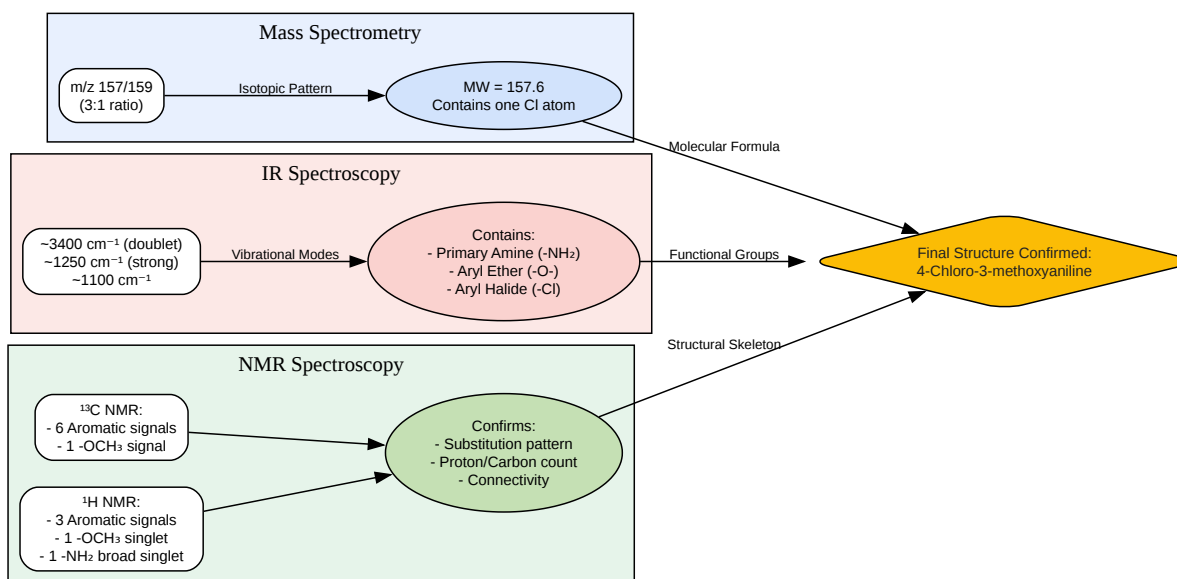 Mass Spectrometry
m/z 157/159
(3:1 ratio)
Isotopic Pattern
MW = 157.6
Contains one Cl atom
Molecular Formula
IR Spectroscopy
~3400 cm⁻¹ (doublet)
~1250 cm⁻¹ (strong)
~1100 cm⁻¹
Vibrational Modes
Contains:
- Primary Amine (-NH₂)
- Aryl Ether (-O-)
- Aryl Halide (-Cl)
Functional Groups
Final Structure Confirmed:
4-Chloro-3-methoxyaniline
NMR Spectroscopy
¹³C NMR:
- 6 Aromatic signals
- 1 -OCH₃ signal
¹H NMR:
- 3 Aromatic signals
- 1 -OCH₃ singlet
- 1 -NH₂ broad singlet
Confirms:
- Substitution pattern
- Proton/Carbon count
- Connectivity
Structural Skeleton